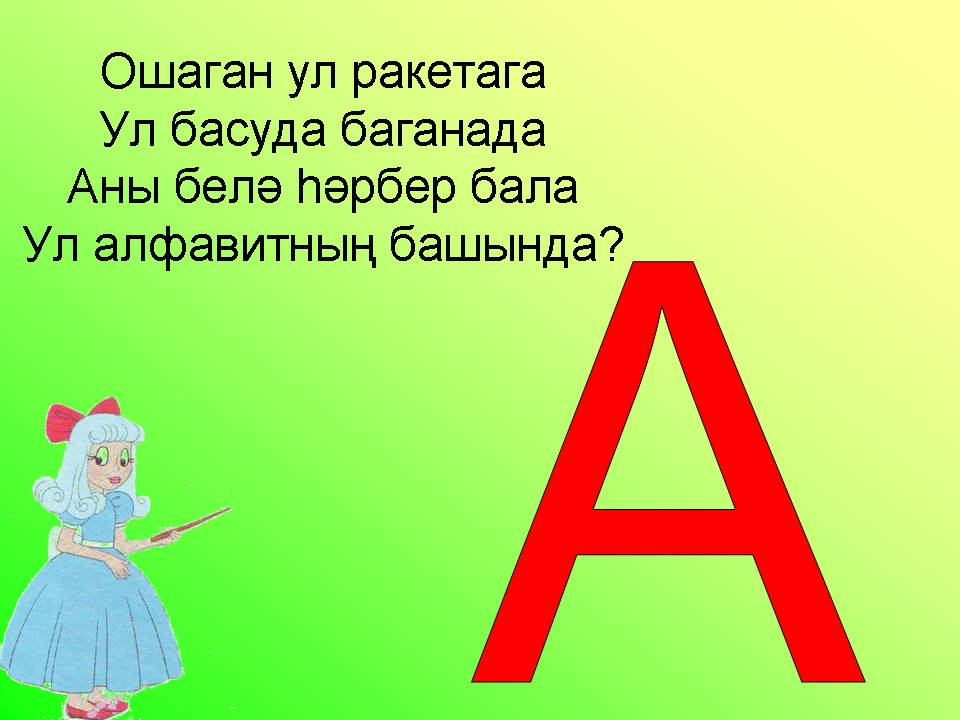 Ошаган ул ракетага
Ул басуда баганада
Аны белә һәрбер бала
Ул алфавитның башында?
А